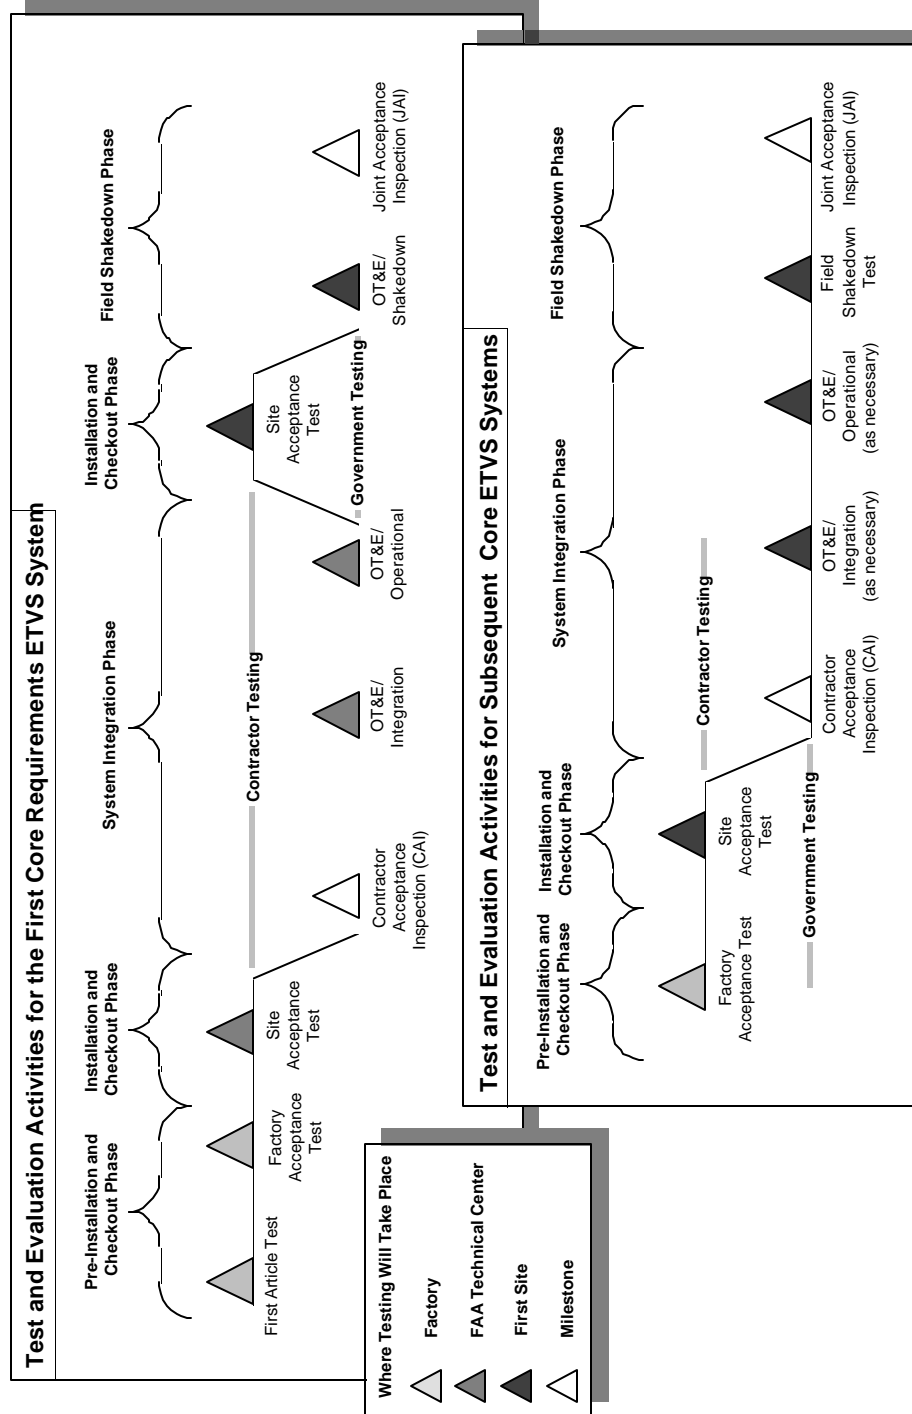 Test and Evaluation Activities for the First Core Requirements ETVS System
Pre-Installation and
Checkout Phase
Installation and
Checkout Phase
System Integration Phase
Installation and
Checkout Phase
Field Shakedown Phase
First Article Test
Factory
Acceptance
Test
Site
Acceptance
Test
Contractor Testing
Site
Acceptance
Test
Contractor
Acceptance
Inspection (CAI)
OT&E/
Integration
OT&E/
Operational
Government Testing
OT&E/
Shakedown
Joint Acceptance
Inspection (JAI)
Where Testing Will Take Place
Factory
FAA Technical Center
First Site
Milestone
Test and Evaluation Activities for Subsequent Core ETVS Systems
Pre-Installation and
Checkout Phase
Installation and
Checkout Phase
System Integration Phase
Field Shakedown Phase
Factory
Acceptance Test
Site
Acceptance
Test
Contractor Testing
Government Testing
Contractor
Acceptance
Inspection (CAI)
OT&E/
Integration
(as necessary)
OT&E/
Operational
(as necessary)
Field
Shakedown
Test
Joint Acceptance
Inspection (JAI)